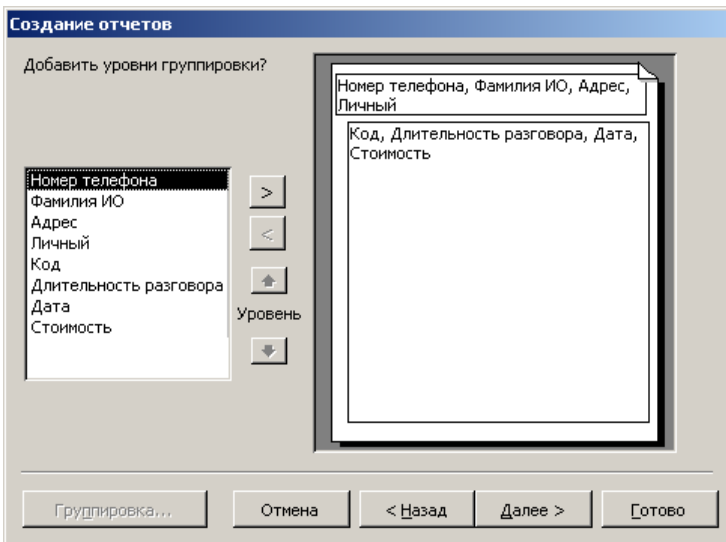 Создание отчетов
Добавить уровни группировки?
Номер телефона
Фамилия ИО
Адрес
Личный
Код
Длительность разговора
Дата
Стоимость
>
<
Уровень
Номер телефона, Фамилия ИО, Адрес,
Личный
Код, Длительность разговора, Дата,
Стоимость
Группировка...
Отмена
< Назад
Далее >
Готово